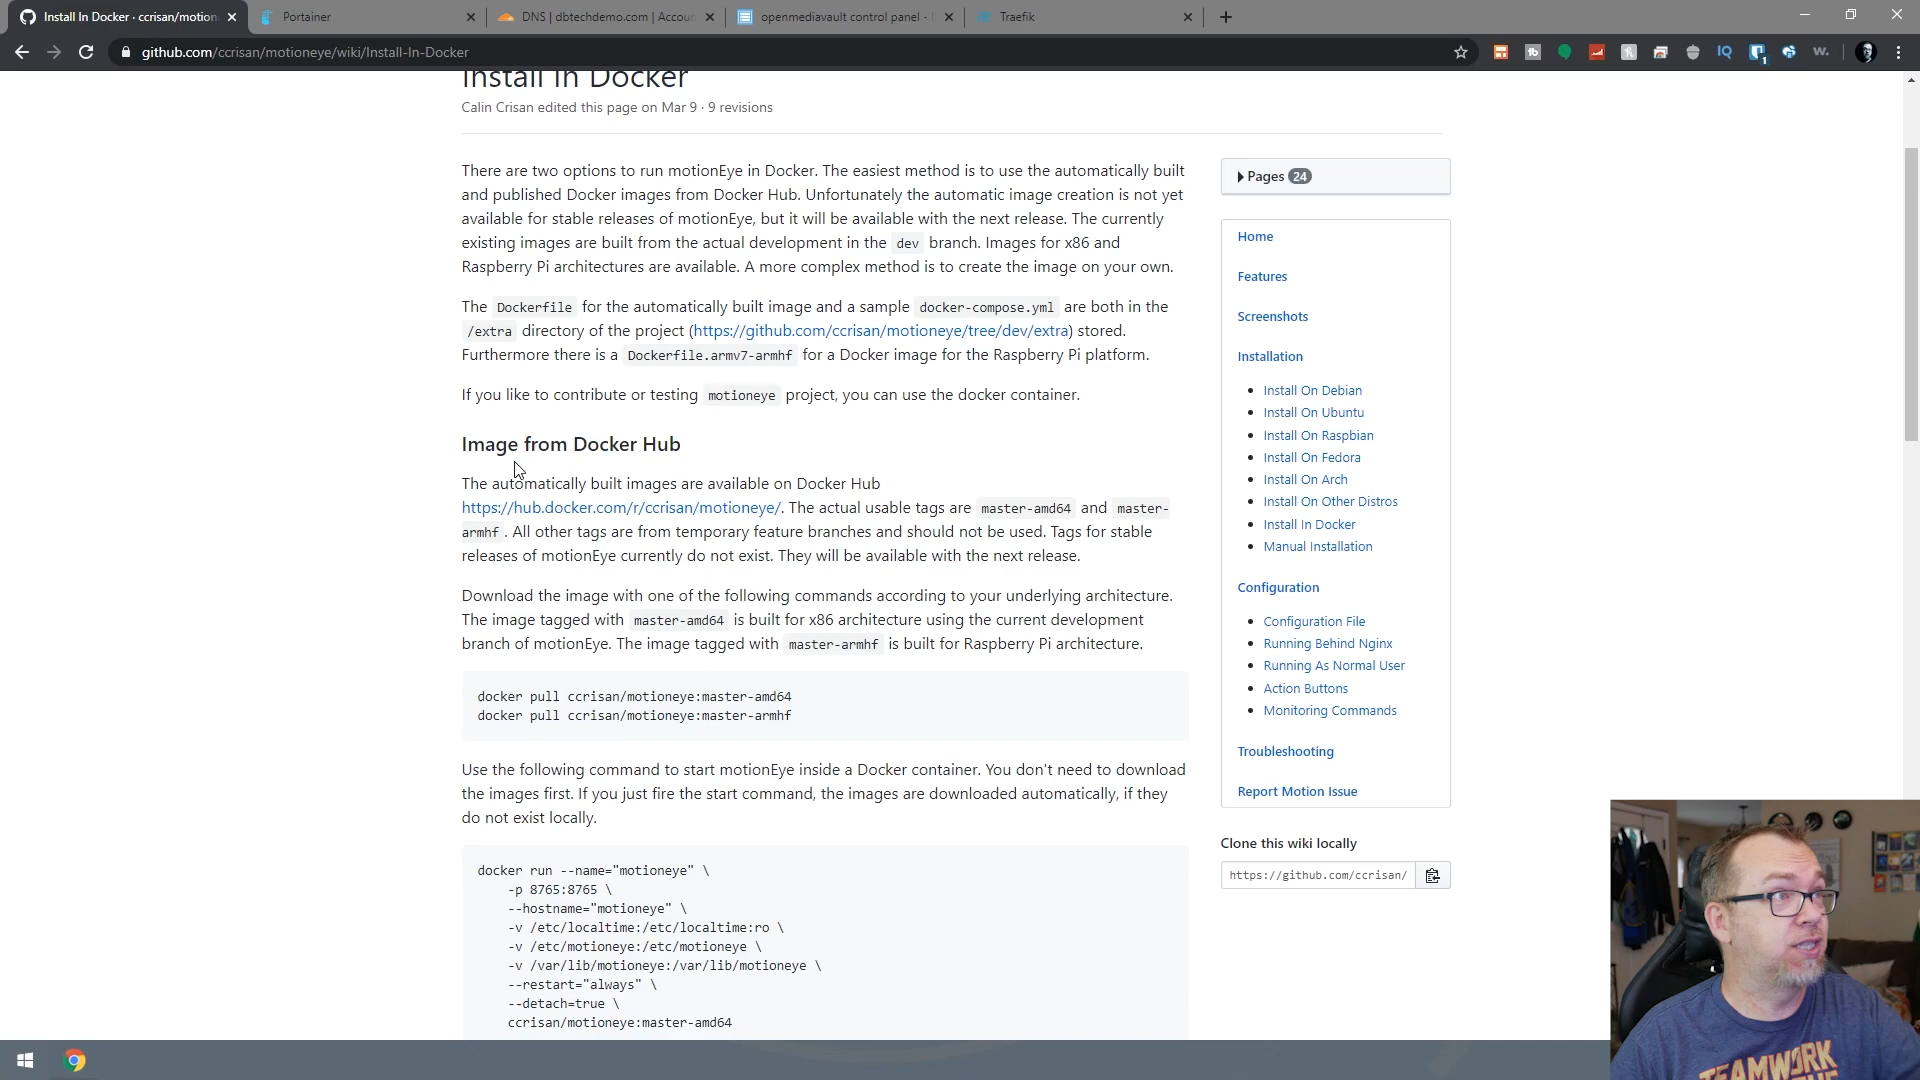 Install In Docker · ccrisan/motion
Portainer
DNS | dbtechdemo.com | Accoun
openmediavault control panel -
Traefik
github.com/ccrisan/motioneye/wiki/Install-In-Docker
Install In Docker
Calin Crisan edited this page on Mar 9 · 9 revisions
There are two options to run motionEye in Docker. The easiest method is to use the automatically built
and published Docker images from Docker Hub. Unfortunately the automatic image creation is not yet
available for stable releases of motionEye, but it will be available with the next release. The currently
existing images are built from the actual development in the dev branch. Images for x86 and
Raspberry Pi architectures are available. A more complex method is to create the image on your own.
The Dockerfile for the automatically built image and a sample docker-compose.yml are both in the
/extra directory of the project (https://github.com/ccrisan/motioneye/tree/dev/extra) stored.
Furthermore there is a Dockerfile.armv7-armhf for a Docker image for the Raspberry Pi platform.
If you like to contribute or testing motioneye project, you can use the docker container.
Image from Docker Hub
The automatically built images are available on Docker Hub
https://hub.docker.com/r/ccrisan/motioneye/. The actual usable tags are master-amd64 and master-
armhf . All other tags are from temporary feature branches and should not be used. Tags for stable
releases of motionEye currently do not exist. They will be available with the next release.
Download the image with one of the following commands according to your underlying architecture.
The image tagged with master-amd64 is built for x86 architecture using the current development
branch of motionEye. The image tagged with master-armhf is built for Raspberry Pi architecture.
docker pull ccrisan/motioneye:master-amd64
docker pull ccrisan/motioneye:master-armhf
Use the following command to start motionEye inside a Docker container. You don't need to download
the images first. If you just fire the start command, the images are downloaded automatically, if they
do not exist locally.
docker run --name="motioneye" \
-p 8765:8765 \
--hostname="motioneye" \
-v /etc/localtime:/etc/localtime:ro \
-v /etc/motioneye:/etc/motioneye \
-v /var/lib/motioneye:/var/lib/motioneye \
--restart="always" \
--detach=true \
ccrisan/motioneye:master-amd64
Pages 24
Home
Features
Screenshots
Installation
Install On Debian
Install On Ubuntu
Install On Raspbian
Install On Fedora
Install On Arch
Install On Other Distros
Install In Docker
Manual Installation
Configuration
Configuration File
Running Behind Nginx
Running As Normal User
Action Buttons
Monitoring Commands
Troubleshooting
Report Motion Issue
Clone this wiki locally
https://github.com/ccrisan/
TEAMWORK